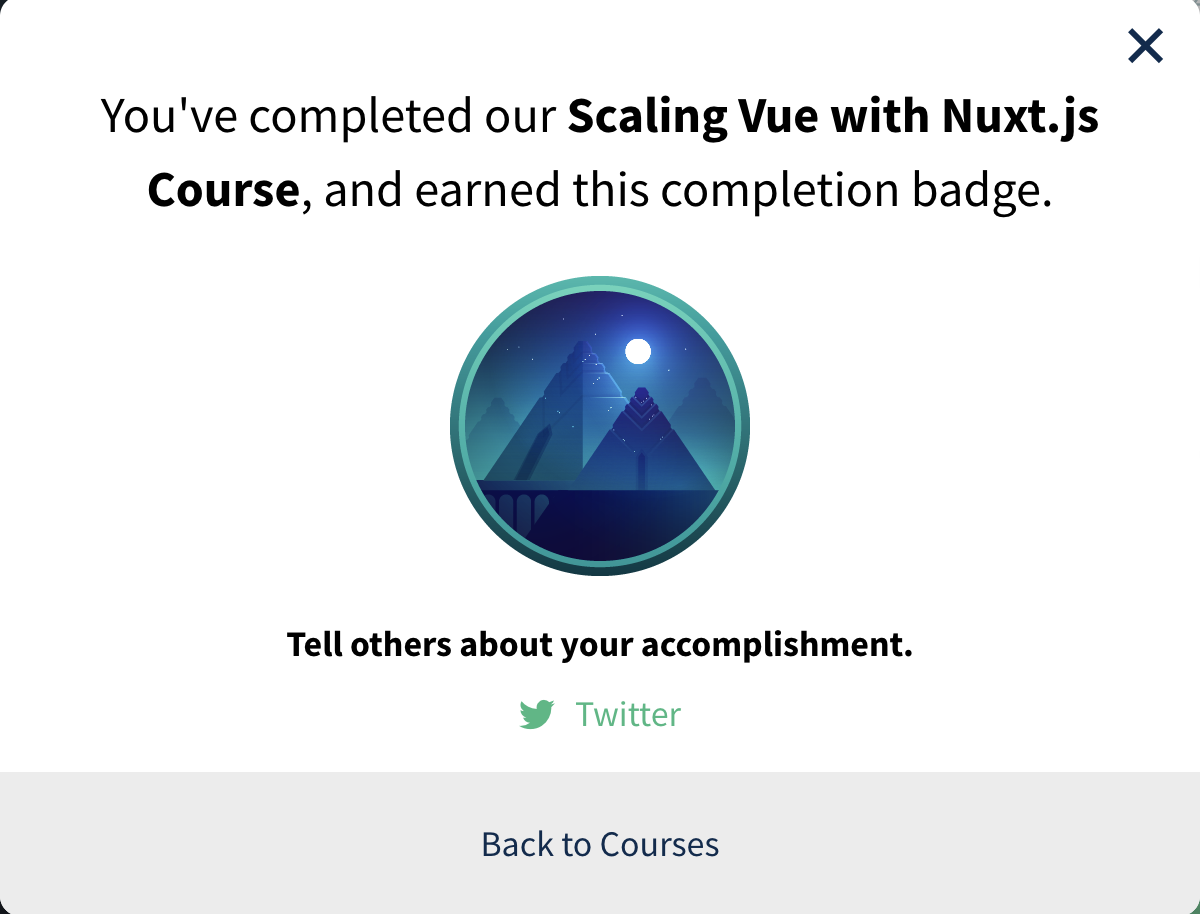 You've completed our Scaling Vue with Nuxt.js
Course, and earned this completion badge.
Tell others about your accomplishment.
Twitter
Back to Courses